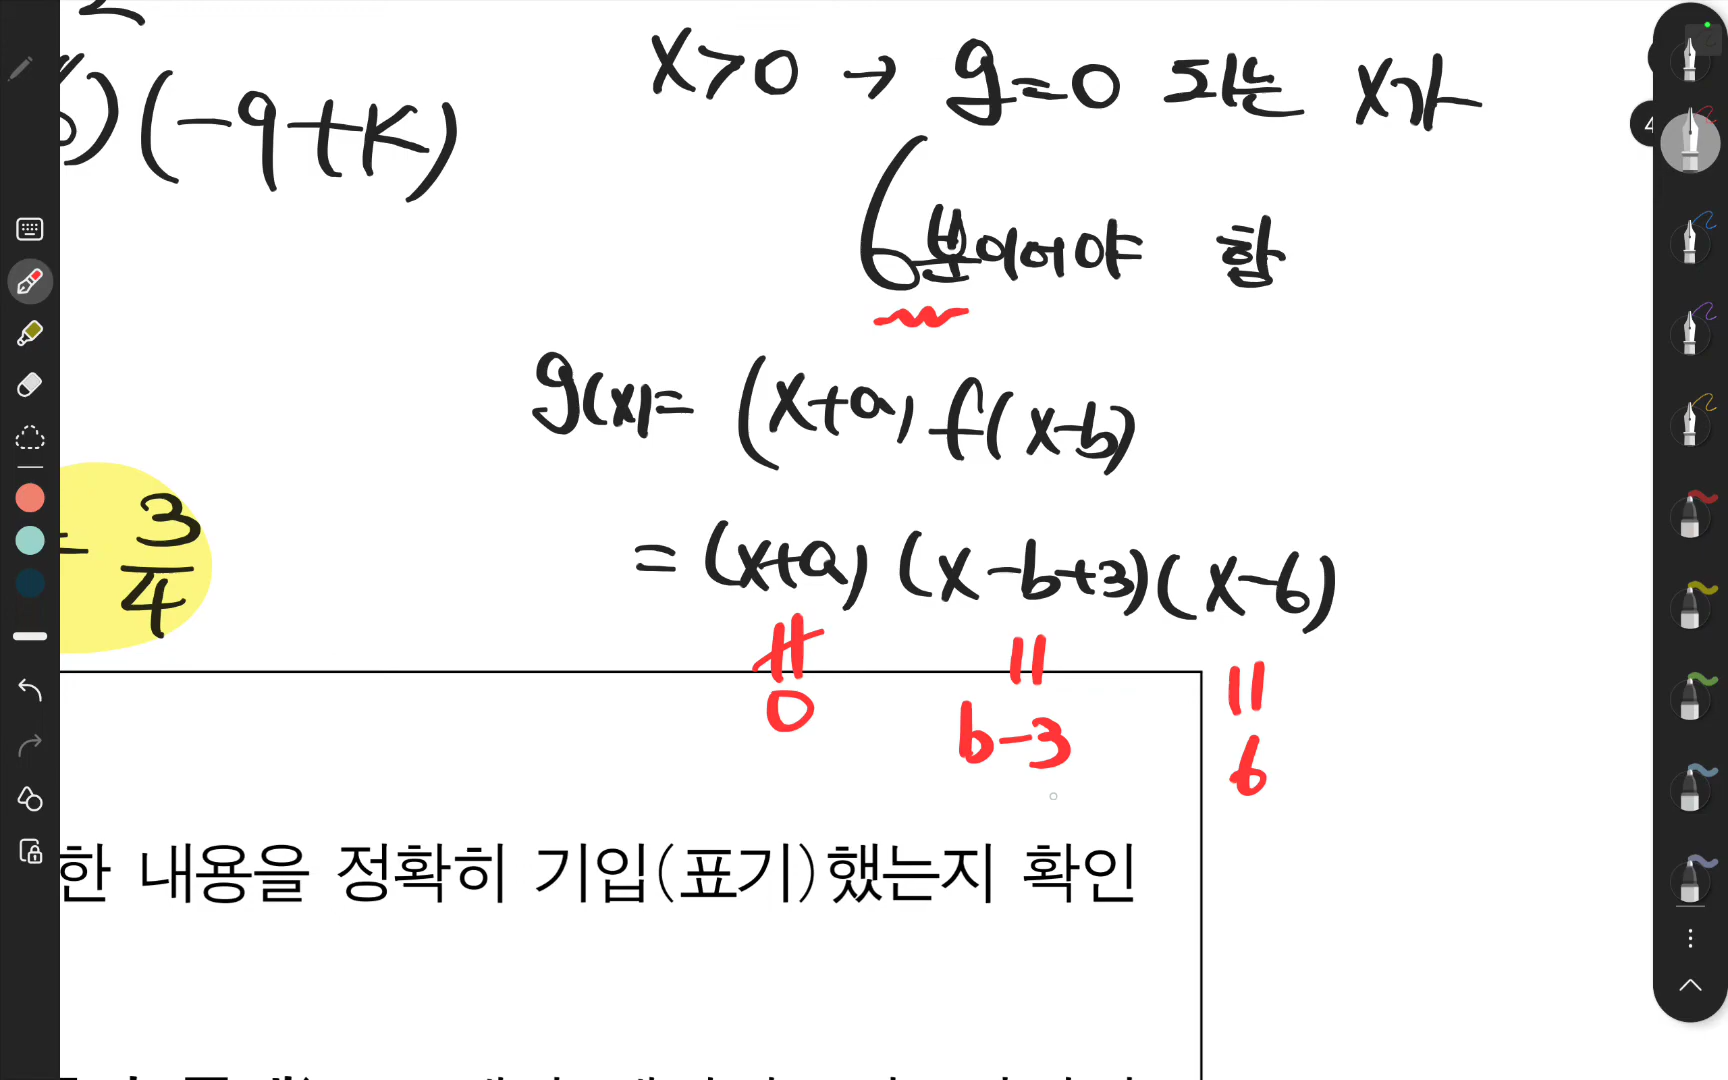 x>0 → g=0 되는 x가
)(-9+k)
6뿐이어야 함
g(x)= (x+a) f(x-b)
= (x+a) (x-b+3)(x-6)
3/4
0
b-3
6
한 내용을 정확히 기입(표기)했는지 확인
4